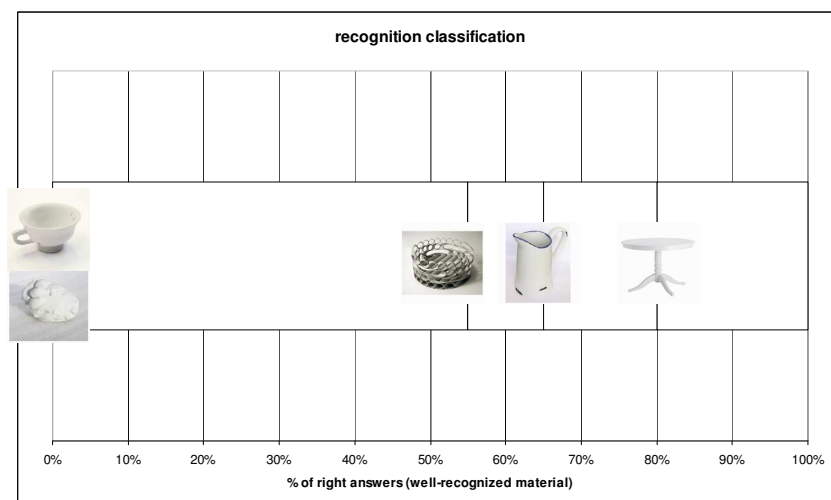 recognition classification
0% 10% 20% 30% 40% 50% 60% 70% 80% 90% 100%
% of right answers (well-recognized material)